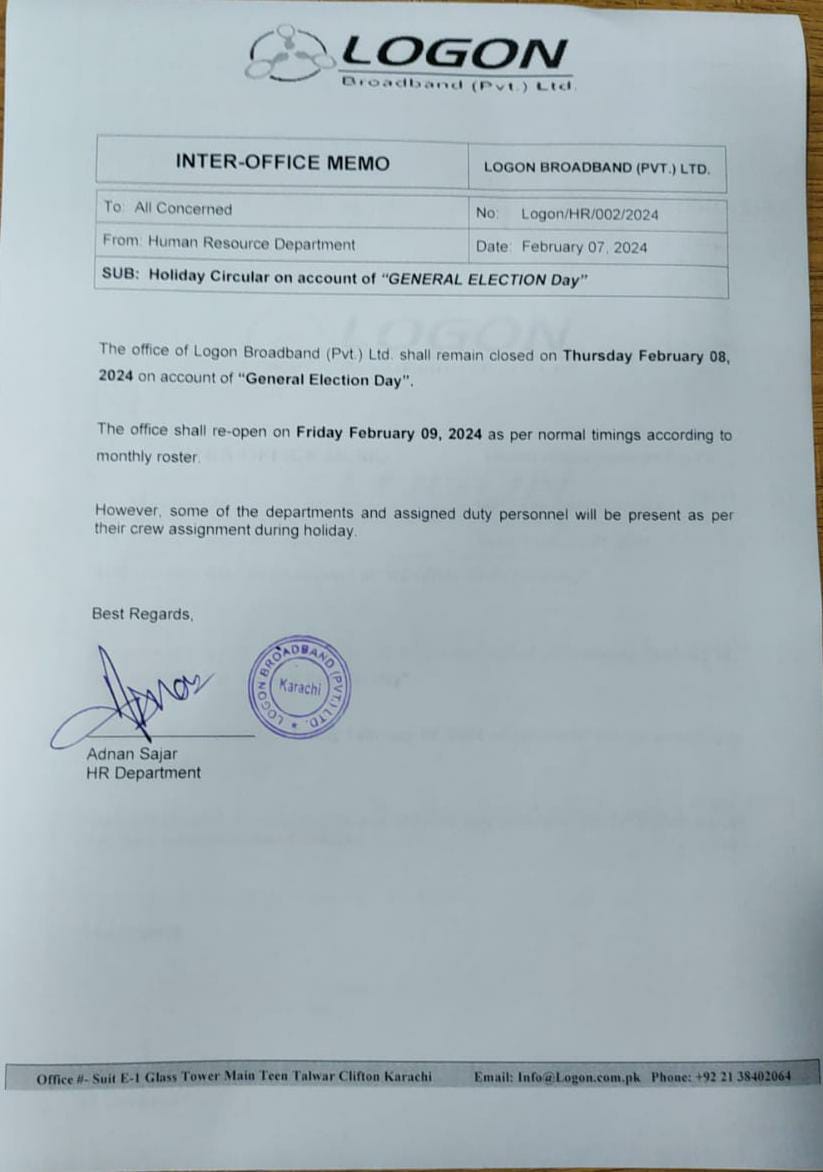 LOGON
Broadband (Pvt.) Ltd.
INTER-OFFICE MEMO
LOGON BROADBAND (PVT.) LTD.
To: All Concerned
No: Logon/HR/002/2024
From: Human Resource Department
Date: February 07, 2024
SUB: Holiday Circular on account of “GENERAL ELECTION Day”
The office of Logon Broadband (Pvt.) Ltd. shall remain closed on Thursday February 08,
2024 on account of “General Election Day”.
The office shall re-open on Friday February 09, 2024 as per normal timings according to
monthly roster.
However, some of the departments and assigned duty personnel will be present as per
their crew assignment during holiday.
Best Regards,
LOGON BROADBAND (PVT.) LTD. *
Karachi
Adnan Sajar
HR Department
Office #- Suit E-1 Glass Tower Main Teen Talwar Clifton Karachi Email: Info@Logon.com.pk Phone: +92 21 38402064